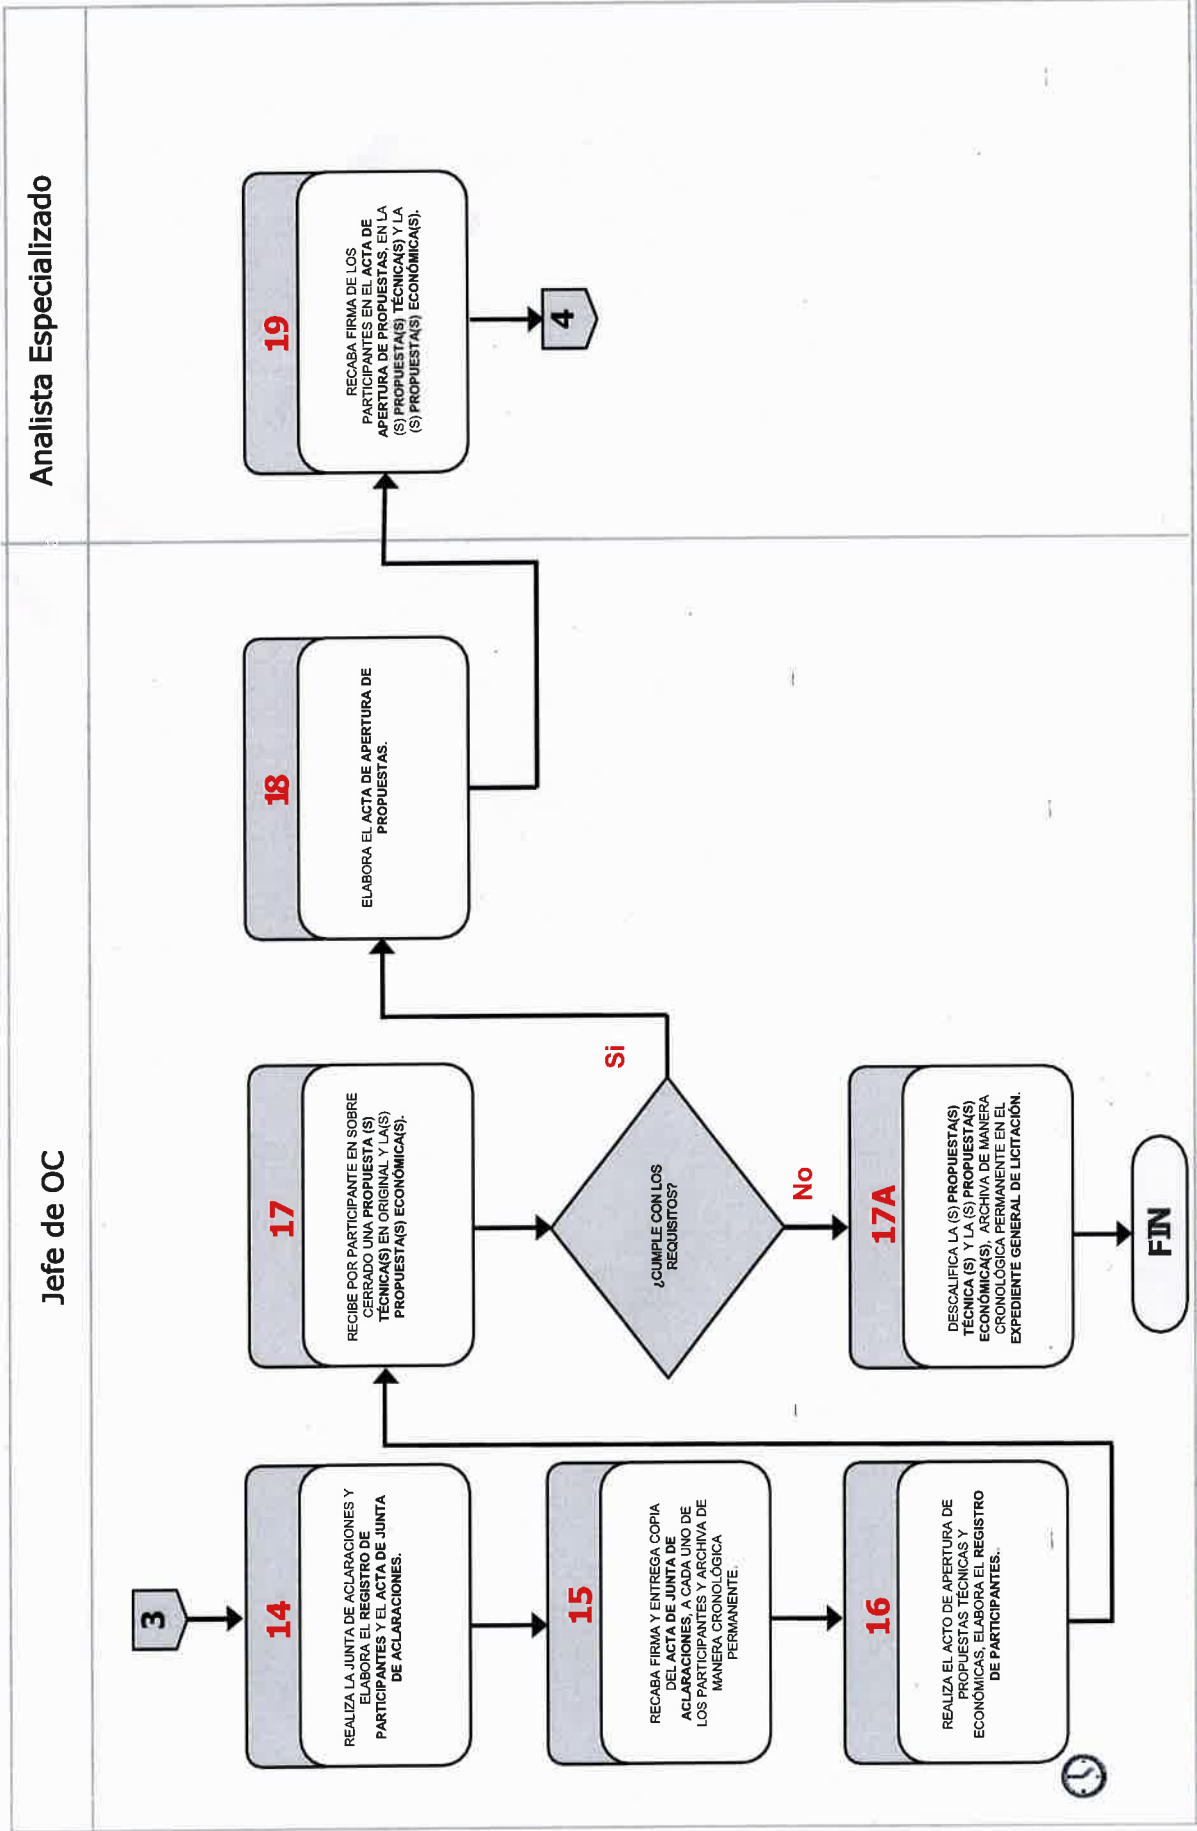 Jefe de OC
Analista Especializado
3
14
REALIZA LA JUNTA DE ACLARACIONES Y
ELABORA EL REGISTRO DE
PARTICIPANTES Y EL ACTA DE JUNTA
DE ACLARACIONES.
15
RECABA FIRMA Y ENTREGA COPIA
DEL ACTA DE JUNTA DE
ACLARACIONES, A CADA UNO DE
LOS PARTICIPANTES Y ARCHIVA DE
MANERA CRONOLÓGICA
PERMANENTE.
16
REALIZA EL ACTO DE APERTURA DE
PROPUESTAS TÉCNICAS Y
ECONÓMICAS, ELABORA EL REGISTRO
DE PARTICIPANTES.
17
RECIBE POR PARTICIPANTE EN SOBRE
CERRADO UNA PROPUESTA (S)
TÉCNICA(S) EN ORIGINAL Y LA(S)
PROPUESTA(S) ECONÓMICA(S).
¿CUMPLE CON LOS
REQUISITOS?
Si
No
17A
DESCALIFICA LA (S) PROPUESTA(S)
TÉCNICA (S) Y LA (S) PROPUESTA(S)
ECONÓMICA(S), ARCHIVA DE MANERA
CRONOLÓGICA PERMANENTE EN EL
EXPEDIENTE GENERAL DE LICITACIÓN.
FIN
18
ELABORA EL ACTA DE APERTURA DE
PROPUESTAS.
19
RECABA FIRMA DE LOS
PARTICIPANTES EN EL ACTA DE
APERTURA DE PROPUESTAS, EN LA
(S) PROPUESTA(S) TÉCNICA(S) Y LA
(S) PROPUESTA(S) ECONÓMICA(S).
4